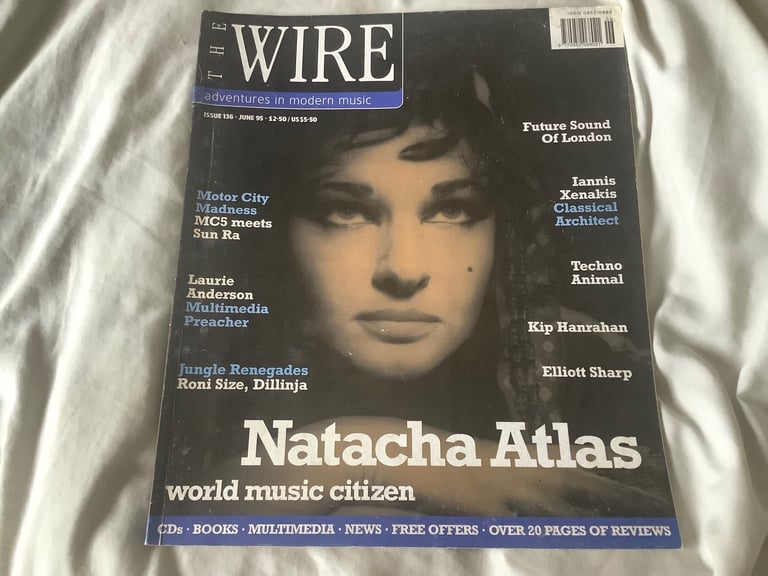 THE WIRE
adventures in modern music
ISSUE 136 · JUNE 95 · £2·50 / US$5·50
ISSN 0952-0686
Future Sound
Of London
Iannis
Xenakis
Classical
Architect
Techno
Animal
Kip Hanrahan
Elliott Sharp
Motor City
Madness
MC5 meets
Sun Ra
Laurie
Anderson
Multimedia
Preacher
Jungle Renegades
Roni Size, Dillinja
Natacha Atlas
world music citizen
CDs · BOOKS · MULTIMEDIA · NEWS · FREE OFFERS · OVER 20 PAGES OF REVIEWS